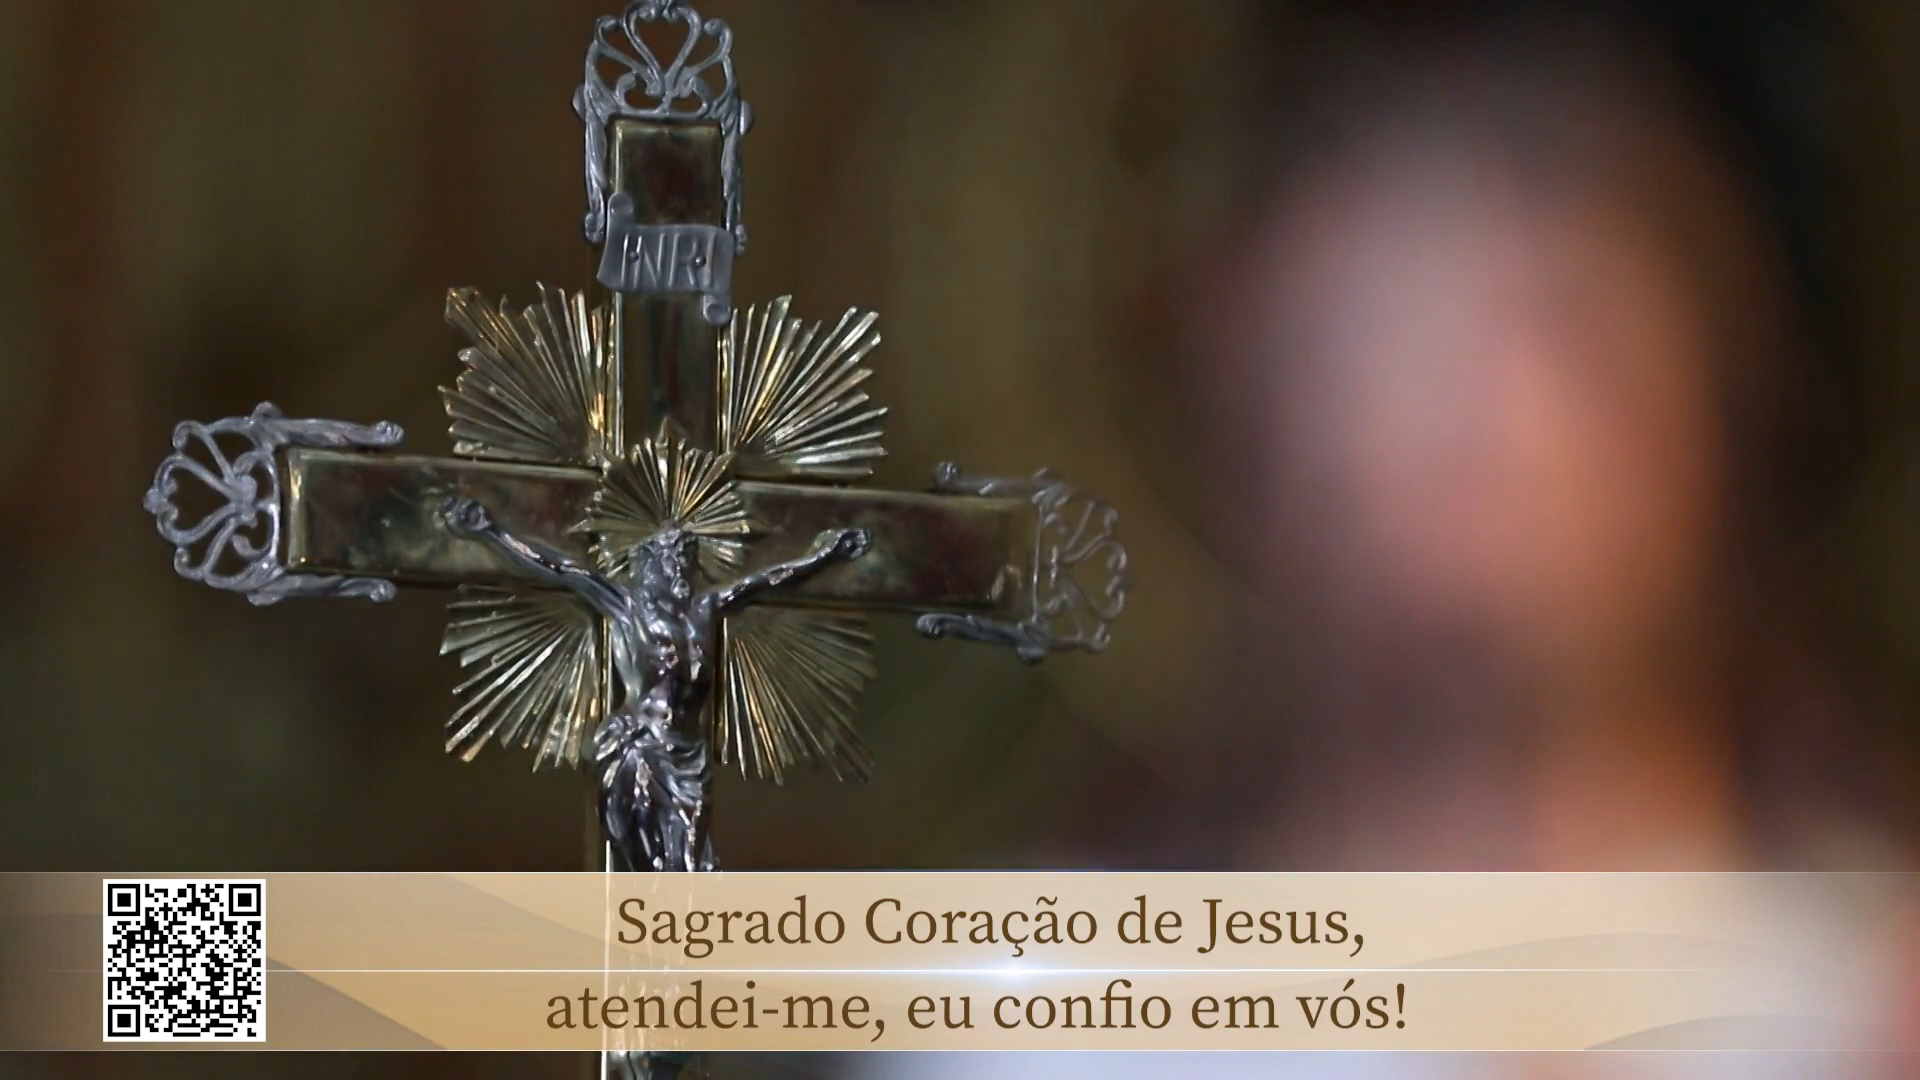 INRI
Sagrado Coração de Jesus,
atendei-me, eu confio em vós!